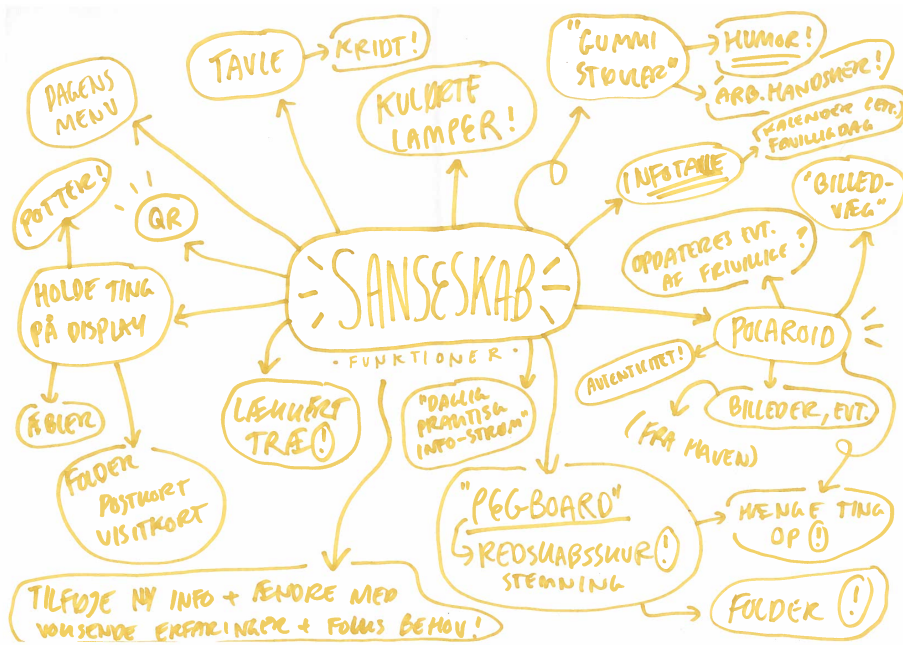 "GUMMI
STØVLER"
HUMOR!
TAVLE
KRIDT!
ARB. HANDSKER!
DAGENS
MENU
KULØRTE
LAMPER!
KALENDER (EVT.)
FRIVILLIGDAG
INFOTAVLE
"BILLED-
VÆG"
POTTER!
QR
OPDATERES EVT.
AF FRIVILLIGE?
SANSESKAB
HOLDE TING
PÅ DISPLAY
POLAROID
· FUNKTIONER ·
AUTENTICITET!
ÆBLER
LÆKKERT
TRÆ!
"DAGLIG
PRAKTISK
INFO-STRØM"
BILLEDER, EVT.
(FRA HAVEN)
FOLDER
POSTKORT
VISITKORT
"PEGBOARD"
REDSKABSSKUR!
STEMNING
HÆNGE TING
OP!
FOLDER!
TILFØJE NY INFO + ÆNDRE MED
VOKSENDE ERFARINGER + FOLKS BEHOV!